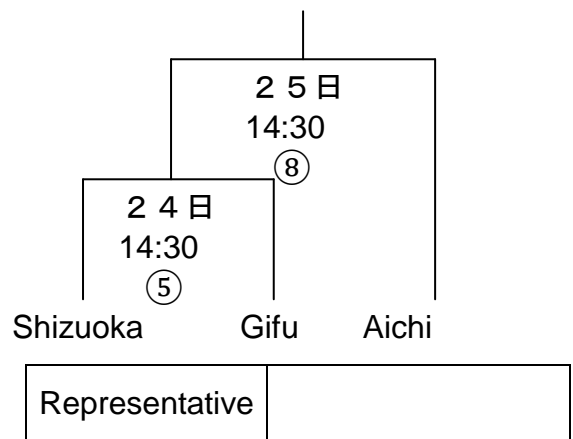 ２５日
14:30
⑧
２４日
14:30
⑤
Shizuoka Gifu Aichi
Representative